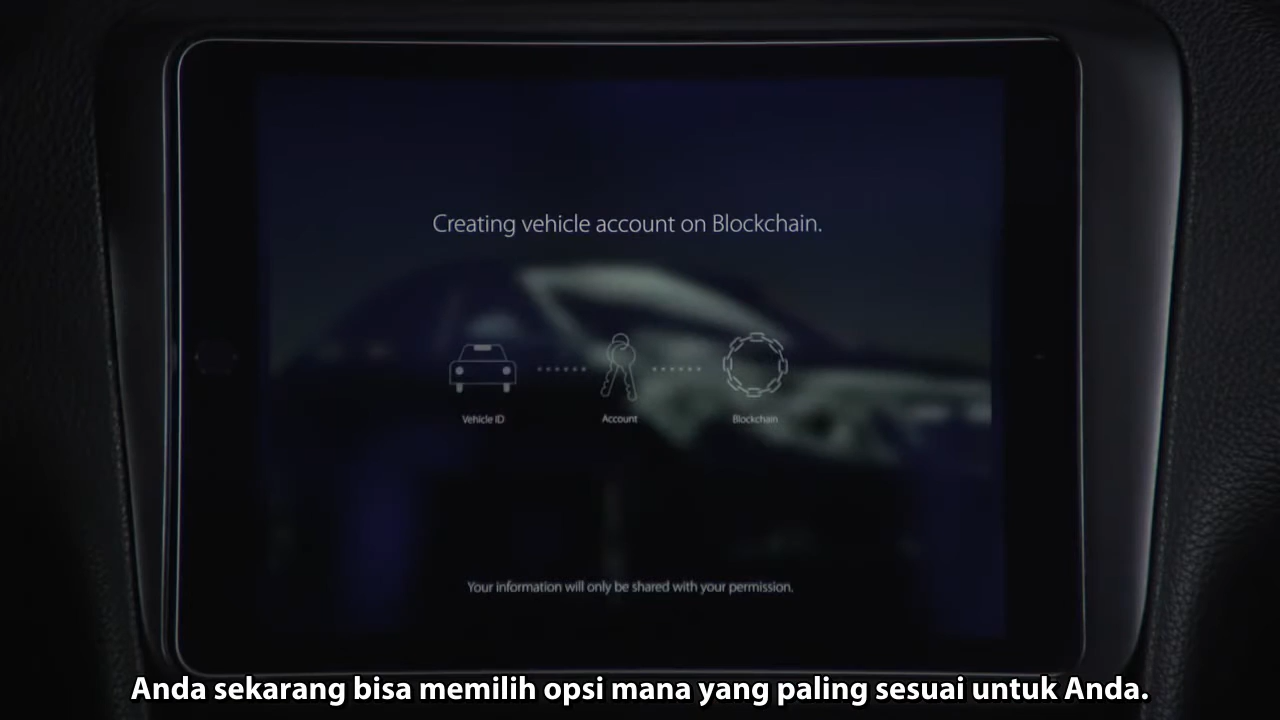 Creating vehicle account on Blockchain.
Vehicle ID
Account
Blockchain
Your information will only be shared with your permission.
Anda sekarang bisa memilih opsi mana yang paling sesuai untuk Anda.